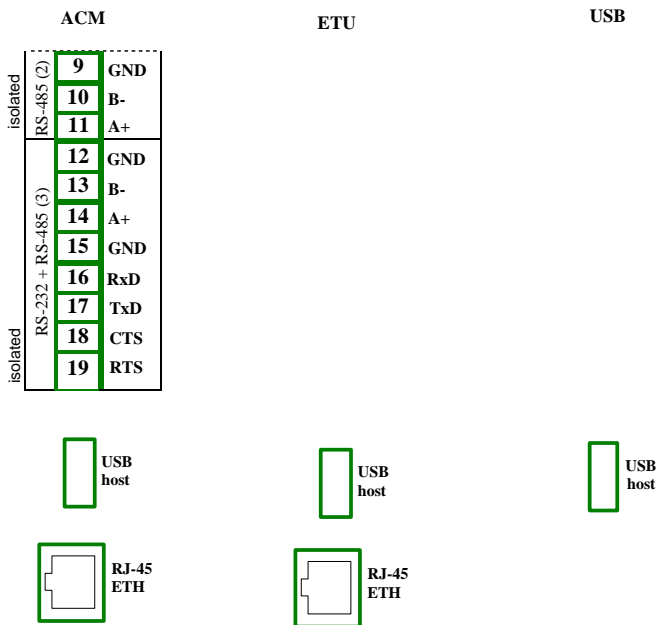 ACM
ETU
USB
isolated
RS-485 (2)
9 GND
10 B-
11 A+
isolated
RS-232 + RS-485 (3)
12 GND
13 B-
14 A+
15 GND
16 RxD
17 TxD
18 CTS
19 RTS
USB
host
USB
host
USB
host
RJ-45
ETH
RJ-45
ETH